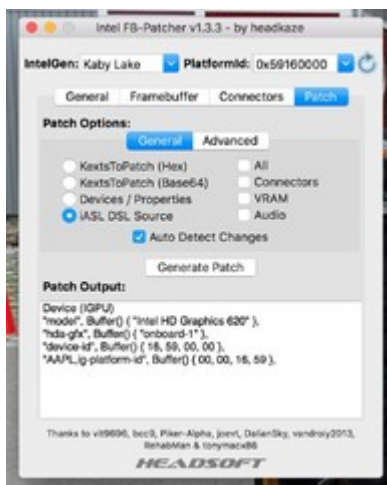 Intel FB-Patcher v1.3.3 - by headkaze
IntelGen: Kaby Lake PlatformId: 0x59160000
General Framebuffer Connectors Patch
Patch Options:
General Advanced
KextsToPatch (Hex) All
KextsToPatch (Base64) Connectors
Devices / Properties VRAM
iASL DSL Source Audio
Auto Detect Changes
Generate Patch
Patch Output:
Device (IGPU)
"model", Buffer() { "Intel HD Graphics 620" },
"hda-gfx", Buffer() { "onboard-1" },
"device-id", Buffer() { 16, 59, 00, 00 },
"AAPL,ig-platform-id", Buffer() { 00, 00, 16, 59 },
Thanks to vit9696, bcc9, Piker-Alpha, joevt, DalianSky, vandroiy2013,
RehabMan & tonymacx86
HEADSOFT